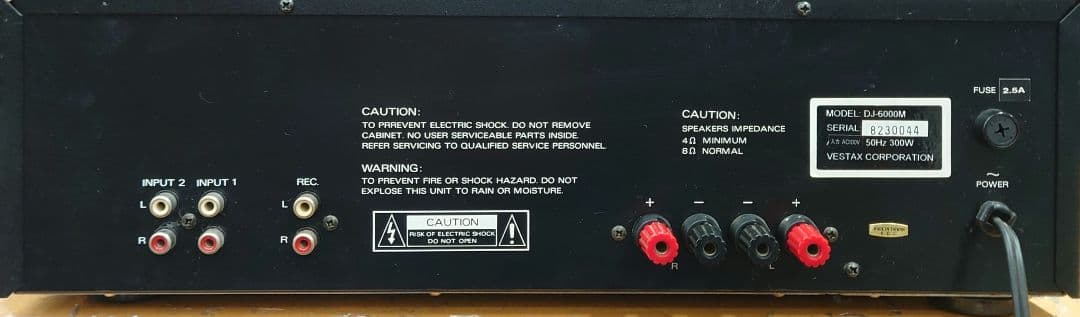 FUSE 2.5A
CAUTION:
TO PRREVENT ELECTRIC SHOCK. DO NOT REMOVE
CABINET. NO USER SERVICEABLE PARTS INSIDE.
REFER SERVICING TO QUALIFIED SERVICE PERSONNEL.
WARNING:
TO PREVENT FIRE OR SHOCK HAZARD. DO NOT
EXPLOSE THIS UNIT TO RAIN OR MOISTURE.
CAUTION
RISK OF ELECTRIC SHOCK
DO NOT OPEN
CAUTION:
SPEAKERS IMPEDANCE
4Ω MINIMUM
8Ω NORMAL
MODEL: DJ-6000M
SERIAL 8230044
入力 AC100V 50Hz 300W
VESTAX CORPORATION
~
POWER
INPUT 2 INPUT 1 REC.
L L
R R
+ − − +
R L